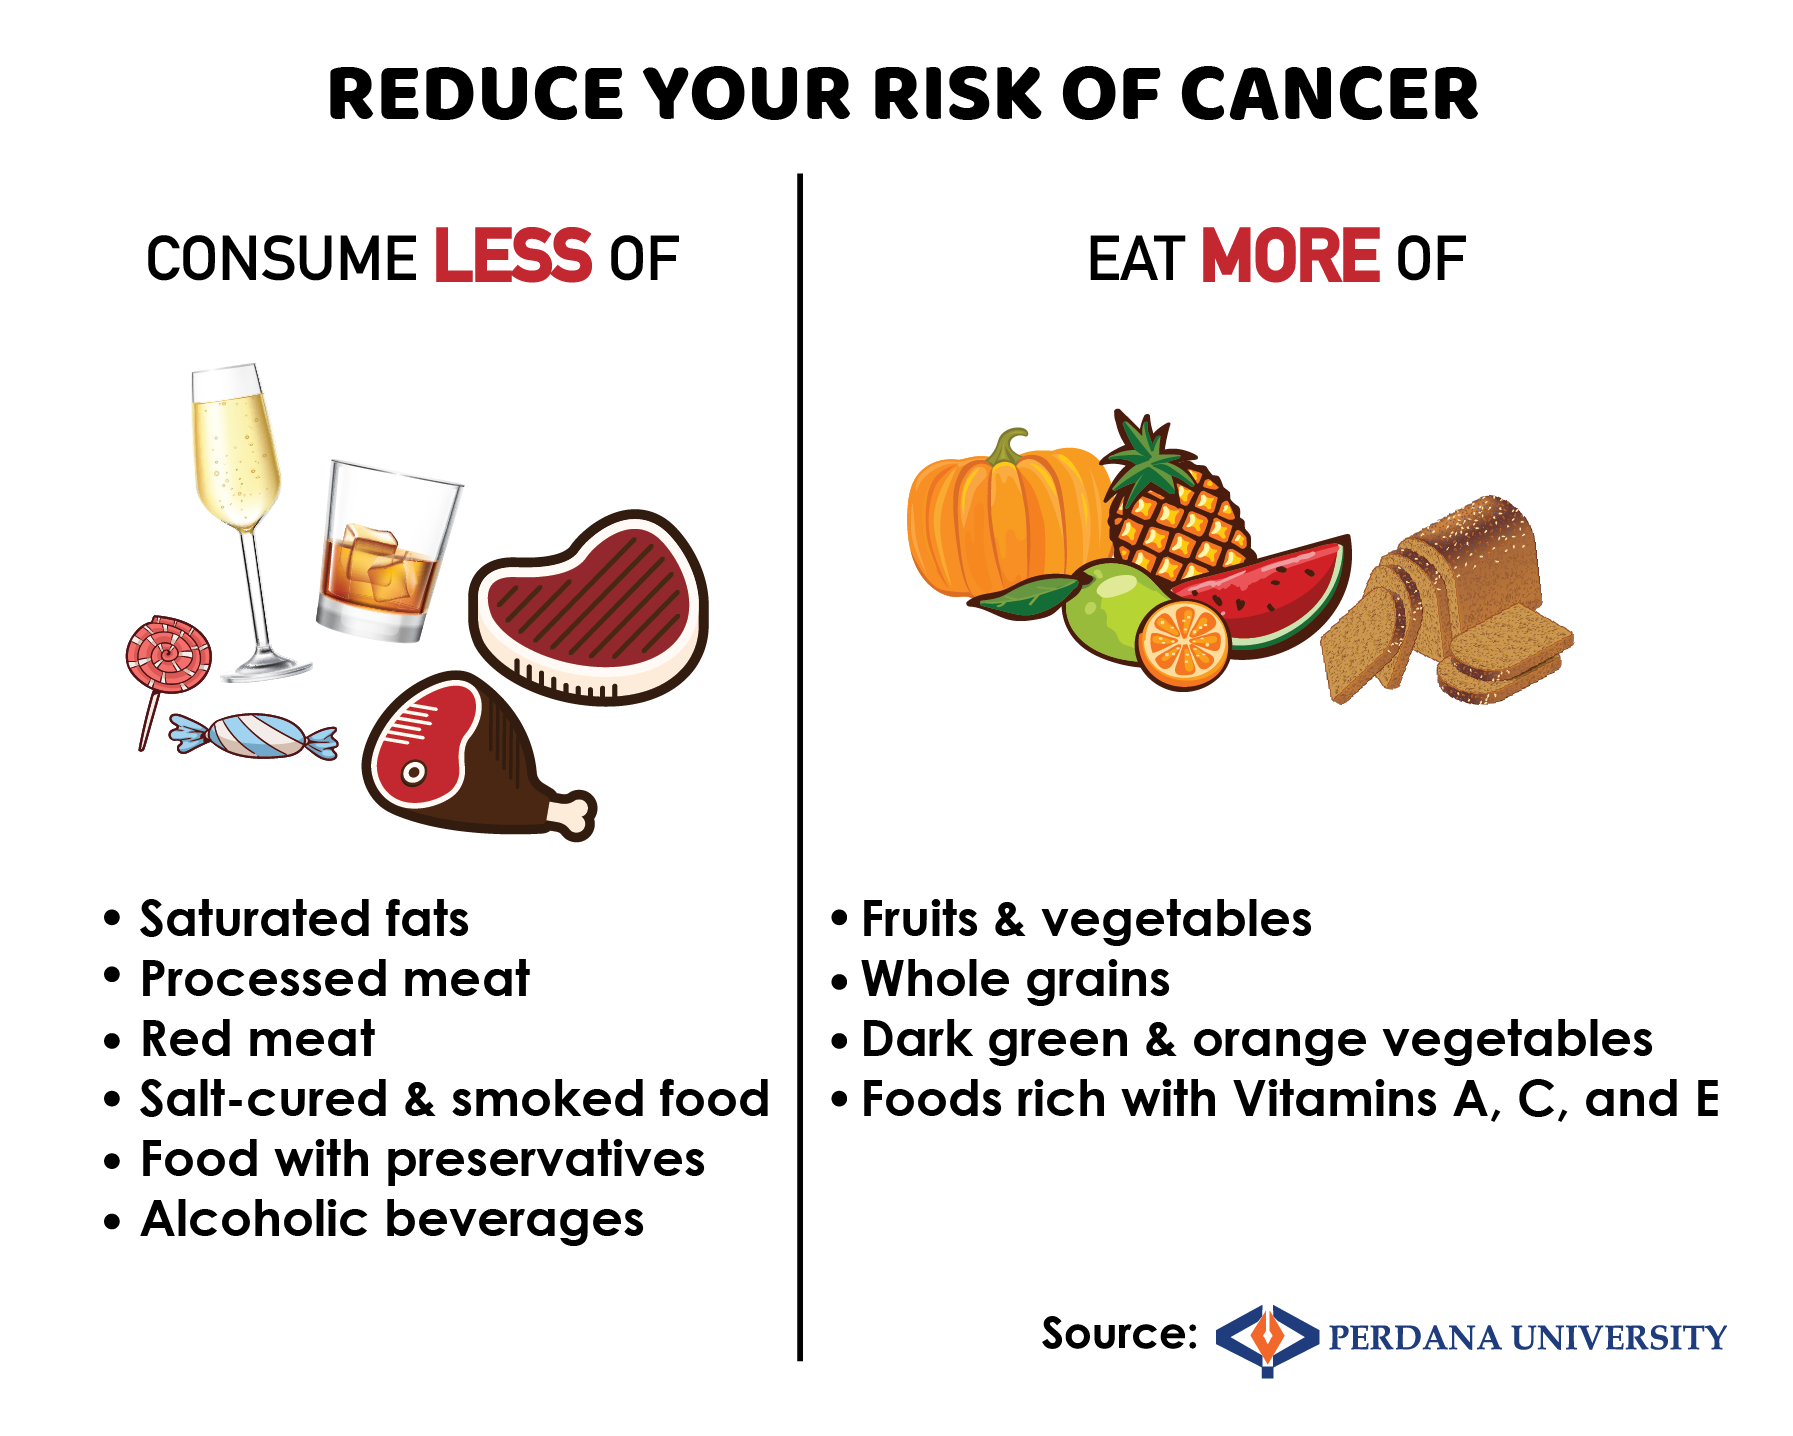 REDUCE YOUR RISK OF CANCER
CONSUME LESS OF
• Saturated fats
• Processed meat
• Red meat
• Salt-cured & smoked food
• Food with preservatives
• Alcoholic beverages
EAT MORE OF
• Fruits & vegetables
• Whole grains
• Dark green & orange vegetables
• Foods rich with Vitamins A, C, and E
Source: PERDANA UNIVERSITY